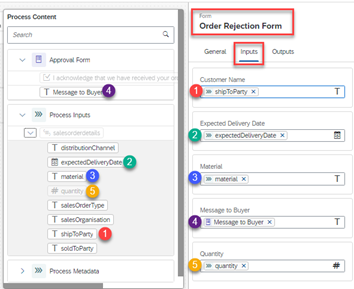 Process Content
Search
Approval Form
I acknowledge that we have received your or
Message to Buyer 4
Process Inputs
salesorderdetails
distributionChannel
expectedDeliveryDate 2
material 3
quantity 5
salesOrderType
salesOrganisation
shipToParty 1
soldToParty
Process Metadata
Form
Order Rejection Form
General Inputs Outputs
Customer Name
1 shipToParty ×
Expected Delivery Date
2 expectedDeliveryDate ×
Material
3 material ×
Message to Buyer
4 Message to Buyer ×
Quantity
5 quantity × #